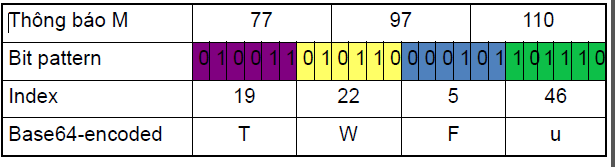 Thông báo M 77 97 110
Bit pattern 0 1 0 0 1 1 0 1 0 1 1 0 0 0 0 1 0 1 1 0 1 1 1 0
Index 19 22 5 46
Base64-encoded T W F u